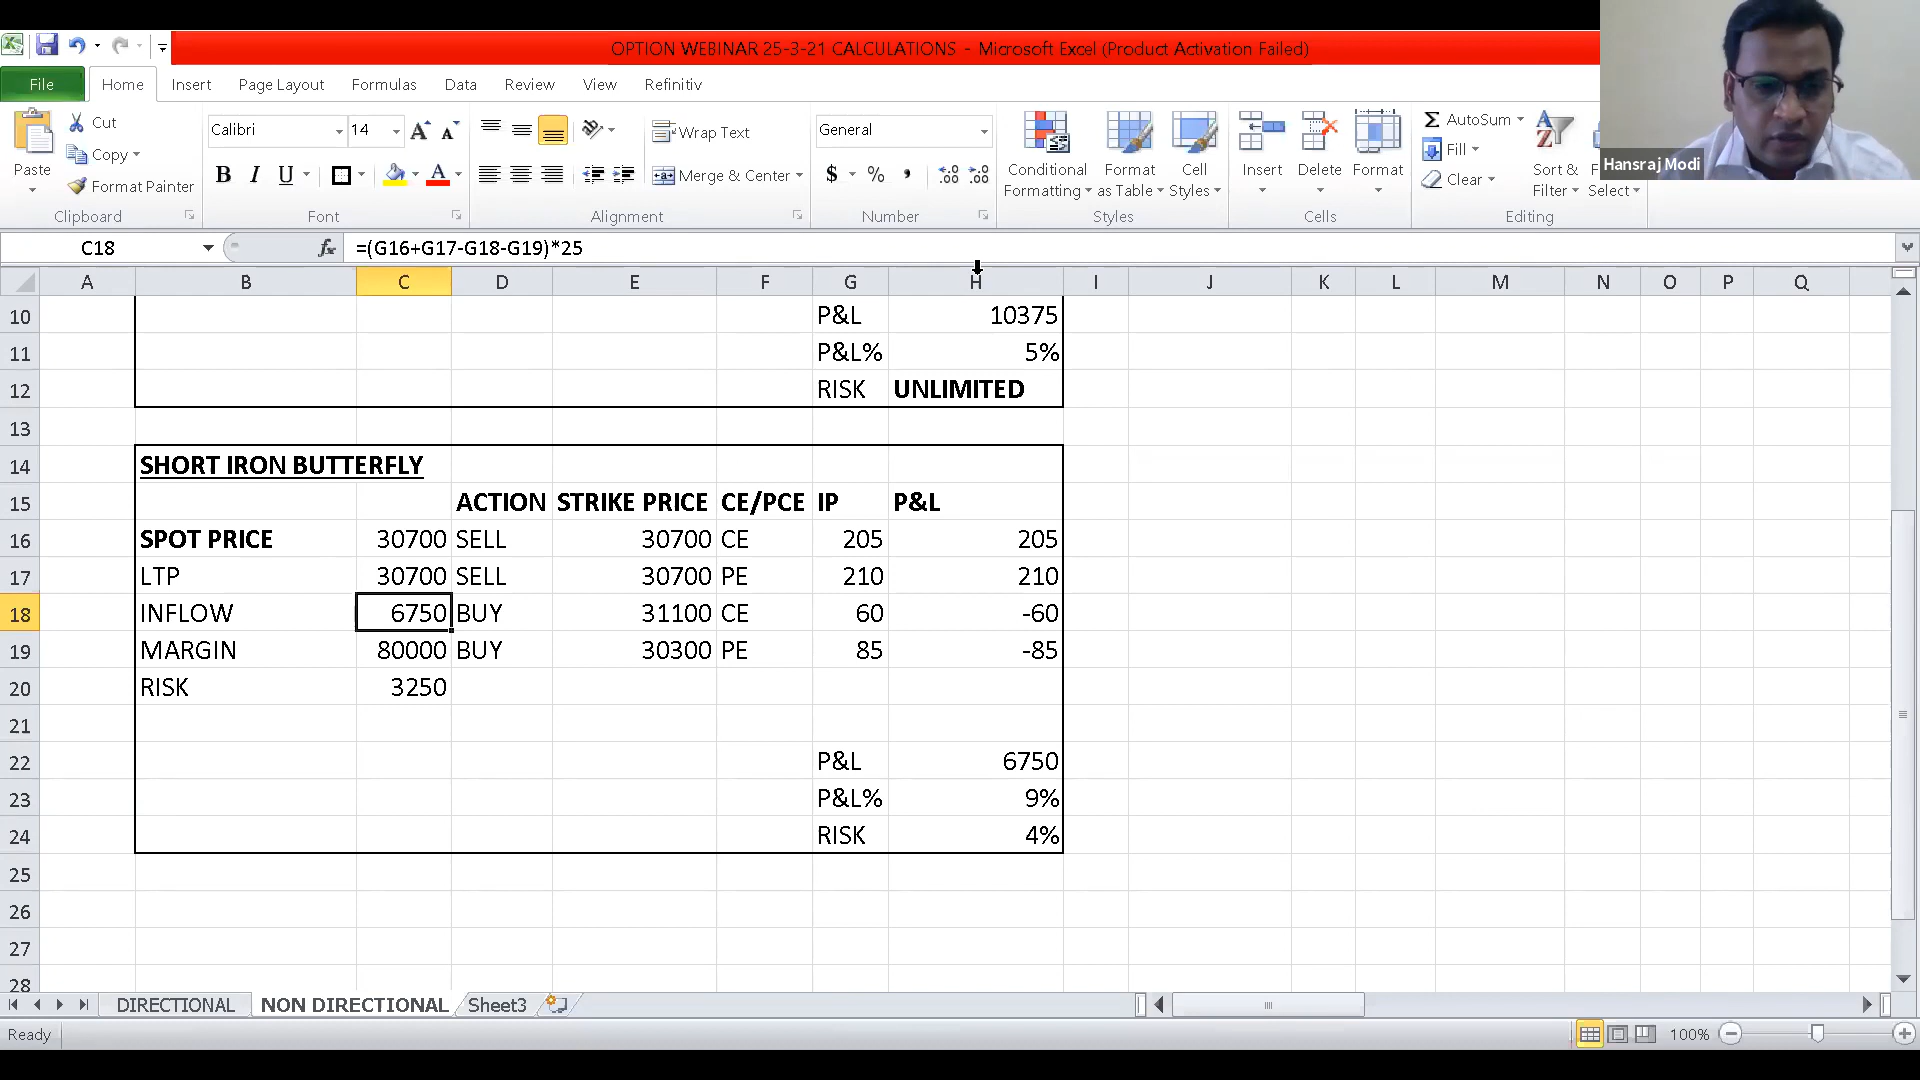 OPTION WEBINAR 25-3-21 CALCULATIONS - Microsoft Excel (Product Activation Failed)
File Home Insert Page Layout Formulas Data Review View Refinitiv
Paste Cut Copy Format Painter Clipboard
Calibri 14 B I U A Font
Wrap Text Merge & Center Alignment
General $ % , Number
Conditional Formatting Format as Table Cell Styles Styles
Insert Delete Format Cells
Σ AutoSum Fill Clear Sort & Filter Select Editing
Hansraj Modi
C18 fx =(G16+G17-G18-G19)*25
A B C D E F G H I J K L M N O P Q
10 P&L 10375
11 P&L% 5%
12 RISK UNLIMITED
13
14 SHORT IRON BUTTERFLY
15 ACTION STRIKE PRICE CE/PCE IP P&L
16 SPOT PRICE 30700 SELL 30700 CE 205 205
17 LTP 30700 SELL 30700 PE 210 210
18 INFLOW 6750 BUY 31100 CE 60 -60
19 MARGIN 80000 BUY 30300 PE 85 -85
20 RISK 3250
21
22 P&L 6750
23 P&L% 9%
24 RISK 4%
25
26
27
28
DIRECTIONAL NON DIRECTIONAL Sheet3
Ready 100%